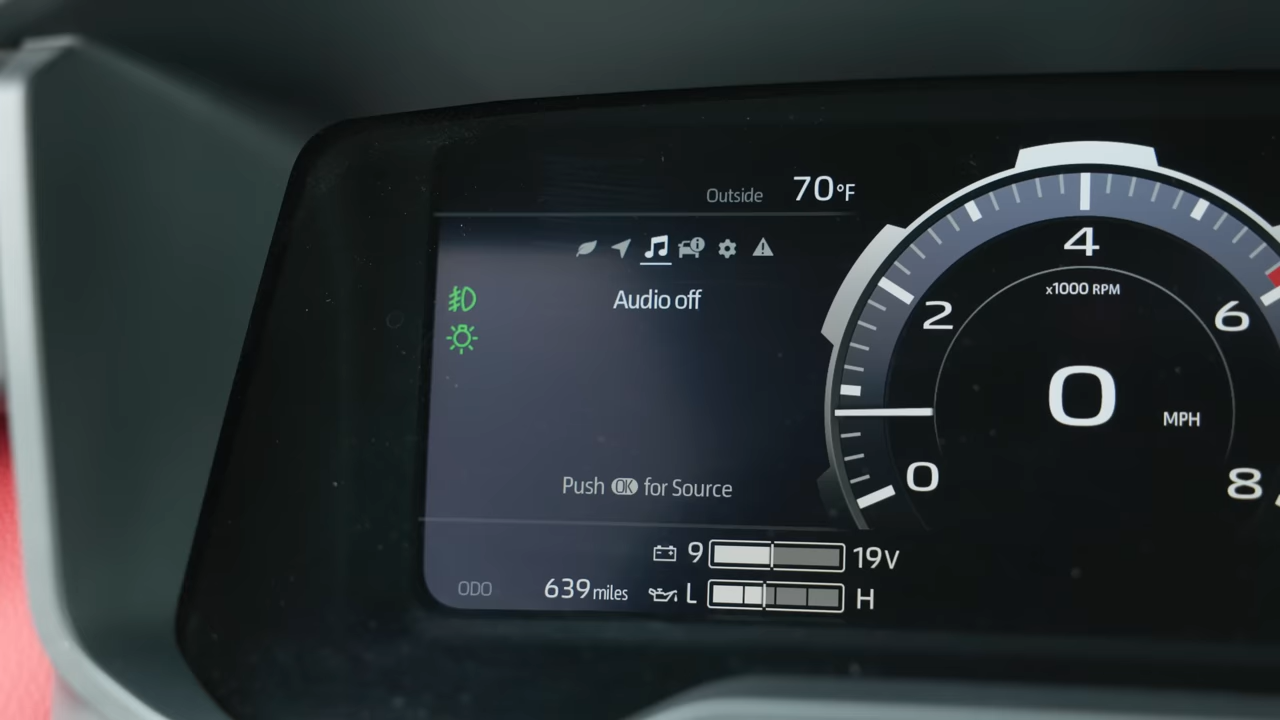 Outside 70°F
Audio off
Push OK for Source
9 19V
ODO 639 miles L H
4
x1000 RPM
2 6
0 MPH
0 8